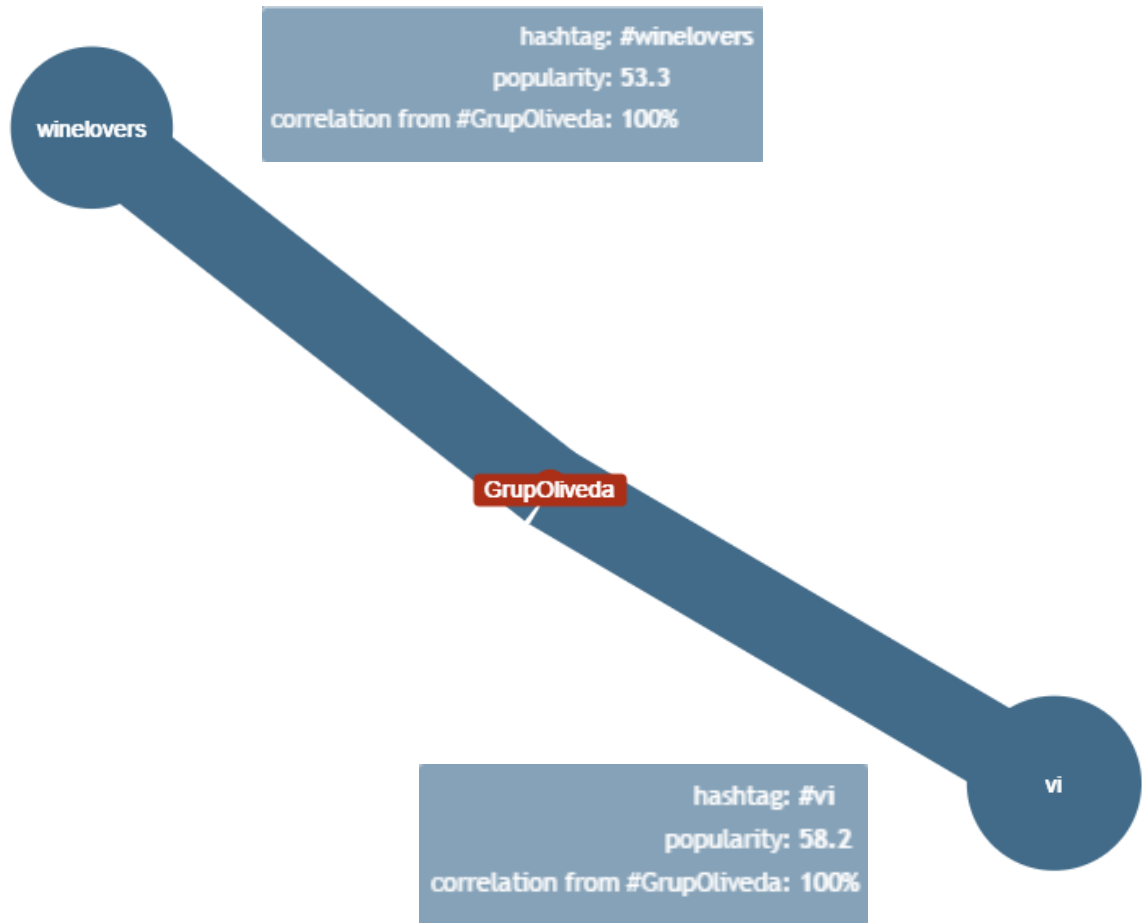 hashtag: #winelovers
popularity: 53.3
correlation from #GrupOliveda: 100%
winelovers
GrupOliveda
vi
hashtag: #vi
popularity: 58.2
correlation from #GrupOliveda: 100%